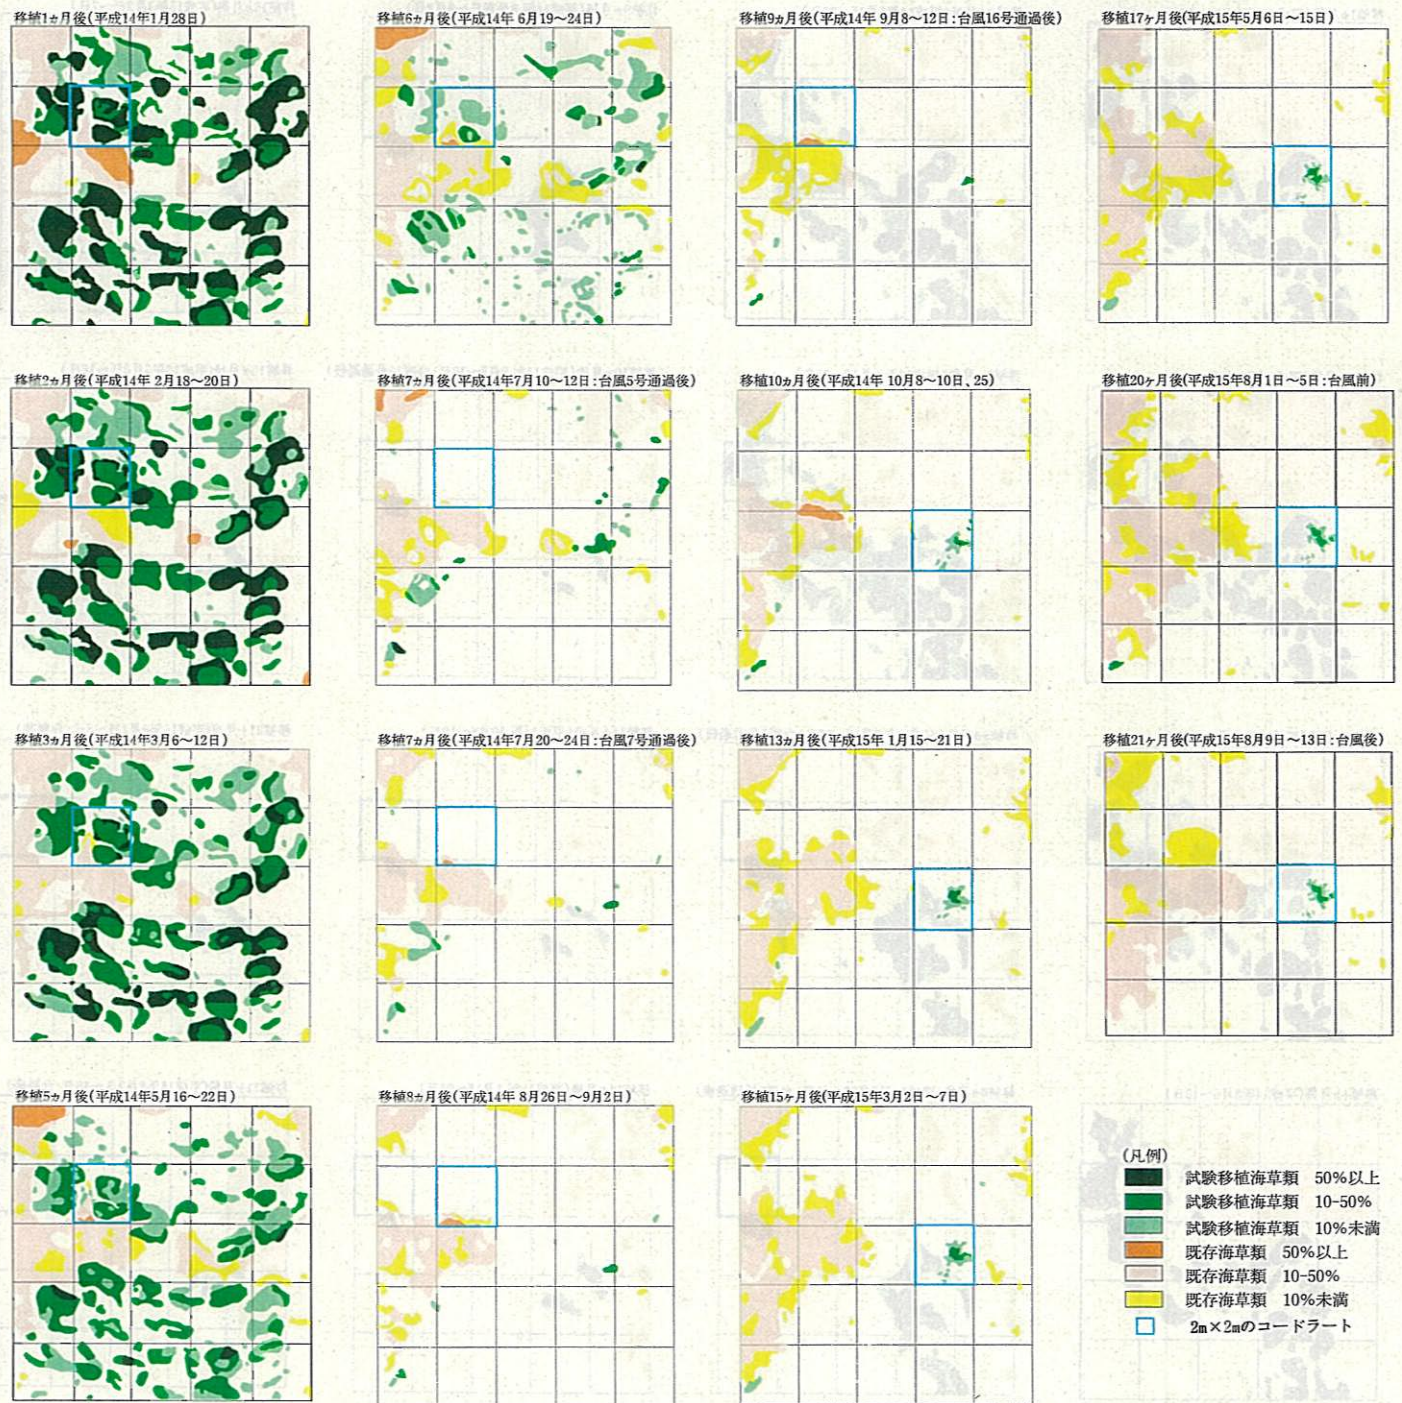 移植1ヵ月後(平成14年1月28日)
移植6ヵ月後(平成14年 6月19～24日)
移植9ヵ月後(平成14年 9月8～12日:台風16号通過後)
移植17ヶ月後(平成15年5月6日～15日)
移植2ヵ月後(平成14年 2月18～20日)
移植7ヵ月後(平成14年7月10～12日:台風5号通過後)
移植10ヵ月後(平成14年 10月8～10日、25)
移植20ヶ月後(平成15年8月1日～5日:台風前)
移植3ヵ月後(平成14年3月6～12日)
移植7ヵ月後(平成14年7月20～24日:台風7号通過後)
移植13ヵ月後(平成15年 1月15～21日)
移植21ヶ月後(平成15年8月9日～13日:台風後)
移植5ヵ月後(平成14年5月16～22日)
移植8ヵ月後(平成14年 8月26日～9月2日)
移植15ヶ月後(平成15年3月2日～7日)
(凡例)
試験移植海草類 50%以上
試験移植海草類 10-50%
試験移植海草類 10%未満
既存海草類 50%以上
既存海草類 10-50%
既存海草類 10%未満
2m×2mのコードラート